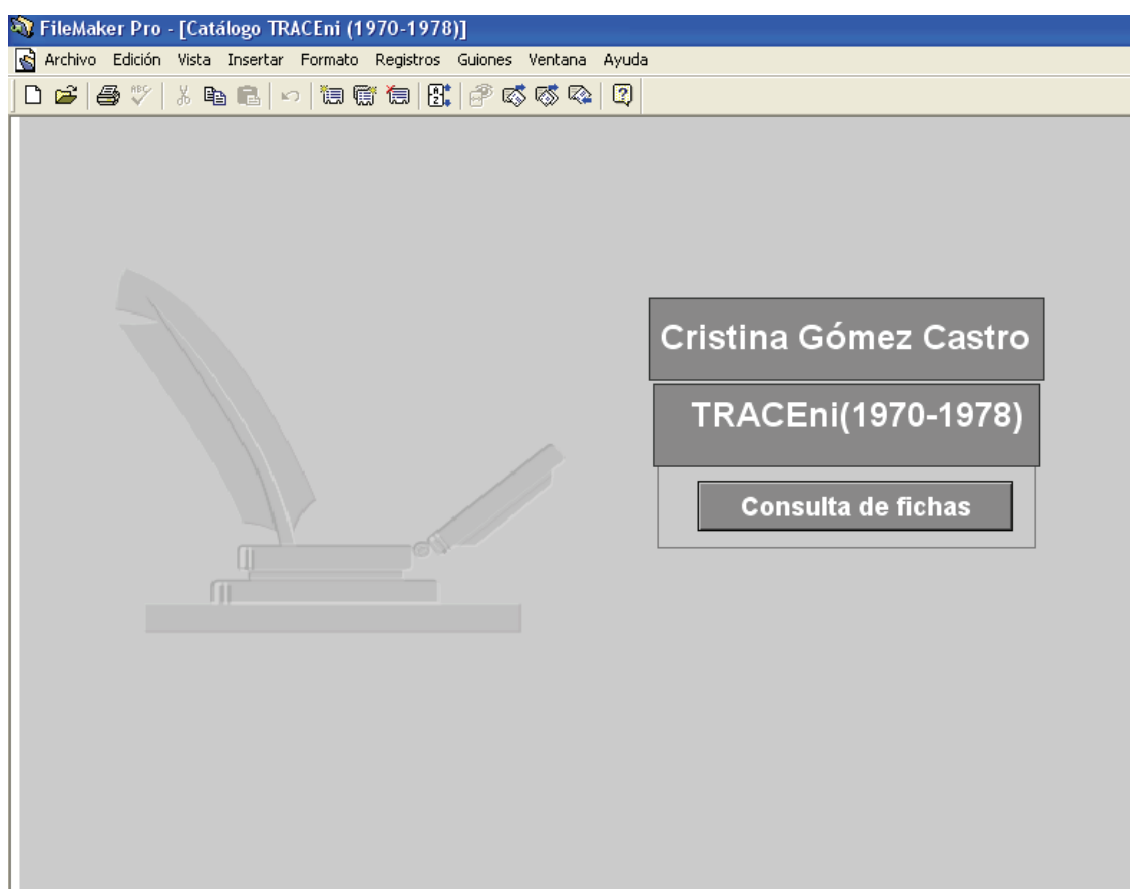 FileMaker Pro - [Catálogo TRACEni (1970-1978)]
Archivo Edición Vista Insertar Formato Registros Guiones Ventana Ayuda
Cristina Gómez Castro
TRACEni(1970-1978)
Consulta de fichas